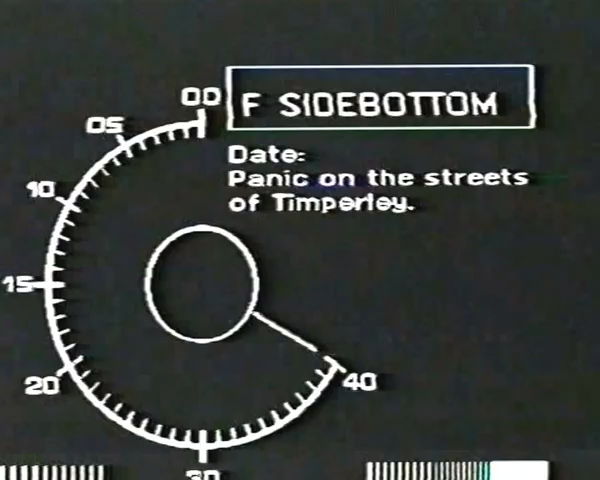 F SIDEBOTTOM
Date:
Panic on the streets
of Timperley.
00
05
10
15
20
30
40